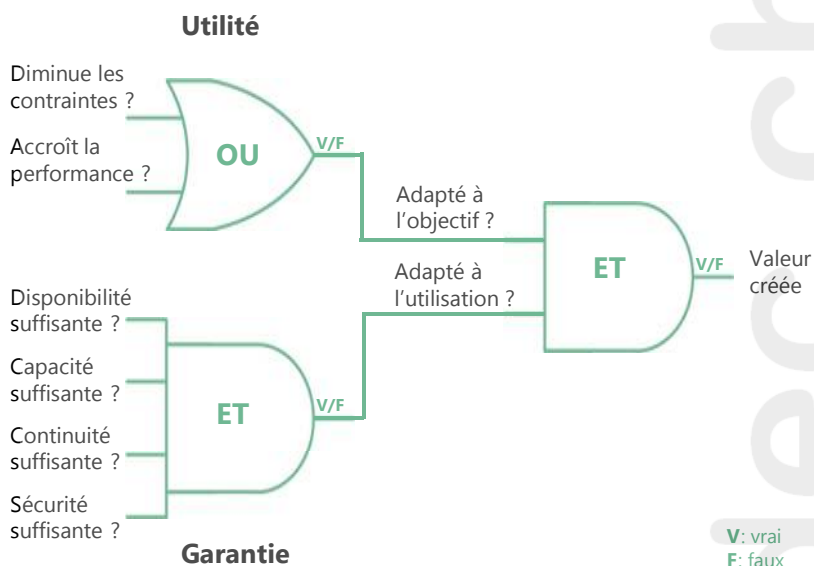 Utilité
Diminue les
contraintes ?
Accroît la
performance ?
OU
V/F
Adapté à
l’objectif ?
Adapté à
l’utilisation ?
ET
V/F
Valeur
créée
Disponibilité
suffisante ?
Capacité
suffisante ?
Continuité
suffisante ?
Sécurité
suffisante ?
ET
V/F
Garantie
V: vrai
F: faux